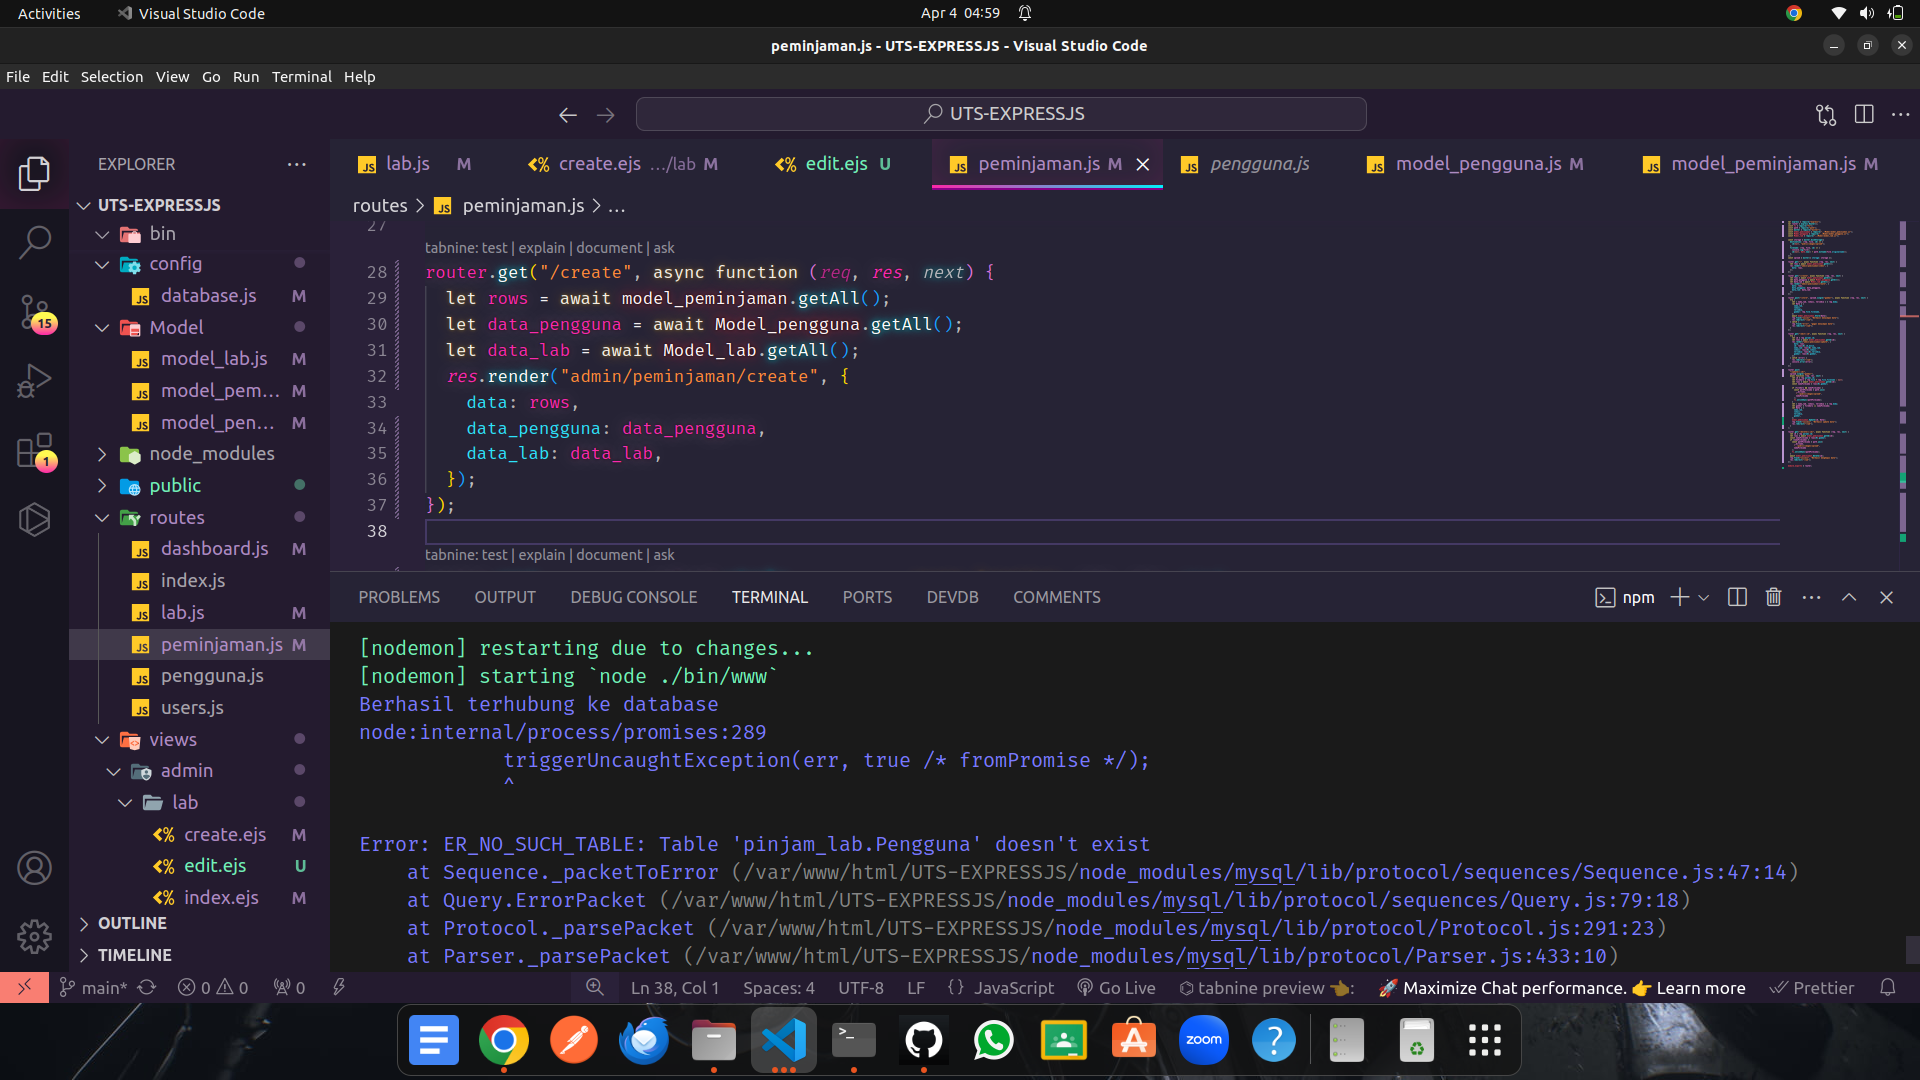 Activities
Visual Studio Code
Apr 4 04:59
peminjaman.js - UTS-EXPRESSJS - Visual Studio Code
File Edit Selection View Go Run Terminal Help
UTS-EXPRESSJS
EXPLORER
lab.js M
create.ejs .../lab M
edit.ejs U
peminjaman.js M
pengguna.js
model_pengguna.js M
model_peminjaman.js M
routes > peminjaman.js > ...
UTS-EXPRESSJS
bin
config
database.js M
Model
model_lab.js M
model_pem... M
model_pen... M
node_modules
public
routes
dashboard.js M
index.js
lab.js M
peminjaman.js M
pengguna.js
users.js
views
admin
lab
create.ejs M
edit.ejs U
index.ejs M
OUTLINE
TIMELINE
15
1
27
tabnine: test | explain | document | ask
28 router.get("/create", async function (req, res, next) {
29 let rows = await model_peminjaman.getAll();
30 let data_pengguna = await Model_pengguna.getAll();
31 let data_lab = await Model_lab.getAll();
32 res.render("admin/peminjaman/create", {
33 data: rows,
34 data_pengguna: data_pengguna,
35 data_lab: data_lab,
36 });
37 });
38
tabnine: test | explain | document | ask
PROBLEMS OUTPUT DEBUG CONSOLE TERMINAL PORTS DEVDB COMMENTS
npm
[nodemon] restarting due to changes...
[nodemon] starting `node ./bin/www`
Berhasil terhubung ke database
node:internal/process/promises:289
triggerUncaughtException(err, true /* fromPromise */);
^
Error: ER_NO_SUCH_TABLE: Table 'pinjam_lab.Pengguna' doesn't exist
at Sequence._packetToError (/var/www/html/UTS-EXPRESSJS/node_modules/mysql/lib/protocol/sequences/Sequence.js:47:14)
at Query.ErrorPacket (/var/www/html/UTS-EXPRESSJS/node_modules/mysql/lib/protocol/sequences/Query.js:79:18)
at Protocol._parsePacket (/var/www/html/UTS-EXPRESSJS/node_modules/mysql/lib/protocol/Protocol.js:291:23)
at Parser._parsePacket (/var/www/html/UTS-EXPRESSJS/node_modules/mysql/lib/protocol/Parser.js:433:10)
main* 0 0 0 Ln 38, Col 1 Spaces: 4 UTF-8 LF {} JavaScript Go Live tabnine preview 👈: 🚀 Maximize Chat performance. 👉 Learn more Prettier
zoom